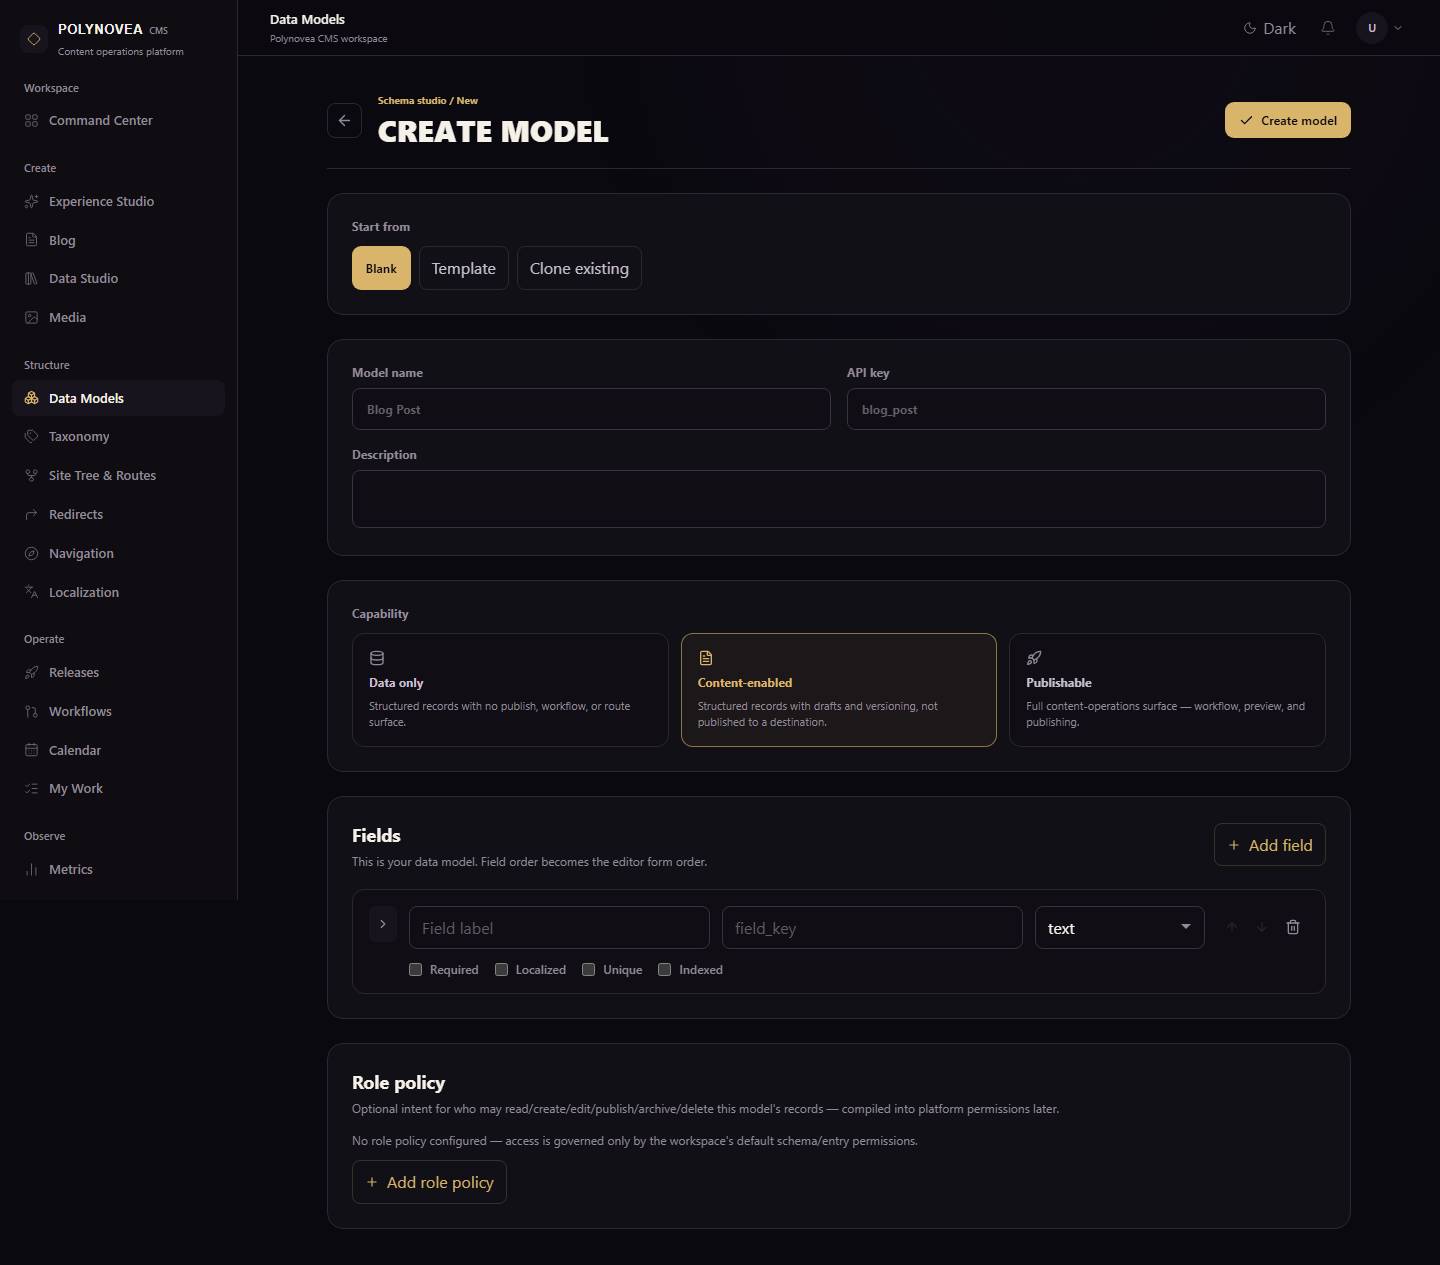 POLYNOVEA CMS
Content operations platform
Workspace
Command Center
Create
Experience Studio
Blog
Data Studio
Media
Structure
Data Models
Taxonomy
Site Tree & Routes
Redirects
Navigation
Localization
Operate
Releases
Workflows
Calendar
My Work
Observe
Metrics
Data Models
Polynovea CMS workspace
Dark
U
Schema studio / New
CREATE MODEL
Create model
Start from
Blank
Template
Clone existing
Model name
API key
Blog Post
blog_post
Description
Capability
Data only
Structured records with no publish, workflow, or route
surface.
Content-enabled
Structured records with drafts and versioning, not
published to a destination.
Publishable
Full content-operations surface — workflow, preview, and
publishing.
Fields
This is your data model. Field order becomes the editor form order.
Add field
Field label
field_key
text
Required
Localized
Unique
Indexed
Role policy
Optional intent for who may read/create/edit/publish/archive/delete this model's records — compiled into platform permissions later.
No role policy configured — access is governed only by the workspace's default schema/entry permissions.
Add role policy